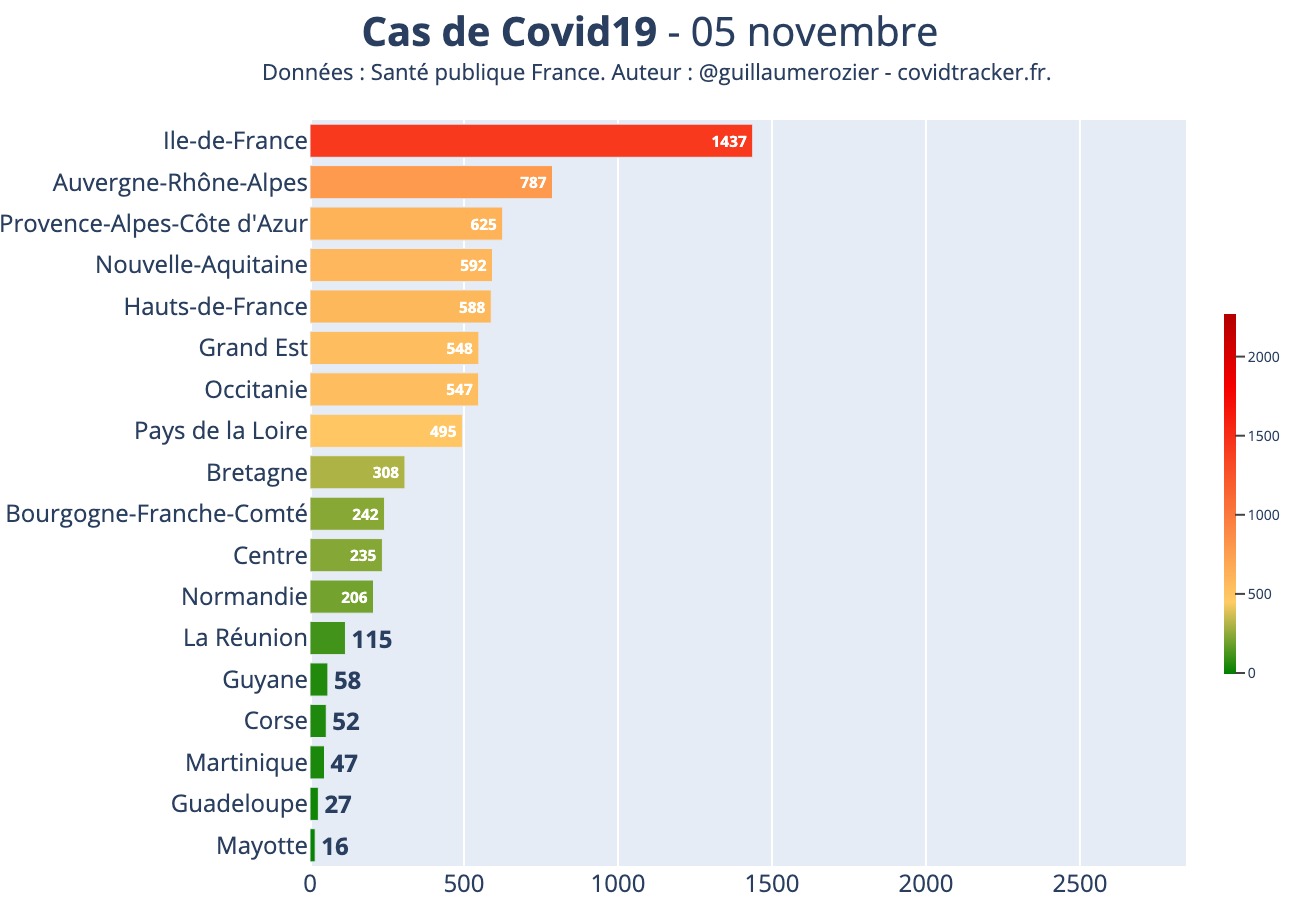 Cas de Covid19 - 05 novembre
Données : Santé publique France. Auteur : @guillaumerozier - covidtracker.fr.
Ile-de-France 1437
Auvergne-Rhône-Alpes 787
Provence-Alpes-Côte d'Azur 625
Nouvelle-Aquitaine 592
Hauts-de-France 588
Grand Est 548
Occitanie 547
Pays de la Loire 495
Bretagne 308
Bourgogne-Franche-Comté 242
Centre 235
Normandie 206
La Réunion 115
Guyane 58
Corse 52
Martinique 47
Guadeloupe 27
Mayotte 16
0 500 1000 1500 2000 2500
2000
1500
1000
500
0